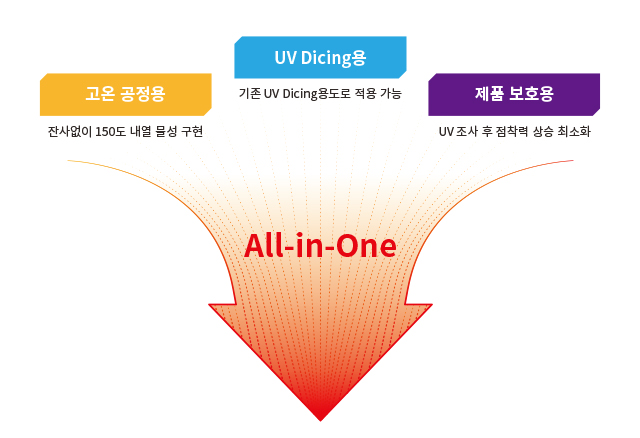 UV Dicing용
기존 UV Dicing용도로 적용 가능
고온 공정용
잔사없이 150도 내열 물성 구현
제품 보호용
UV 조사 후 점착력 상승 최소화
All-in-One